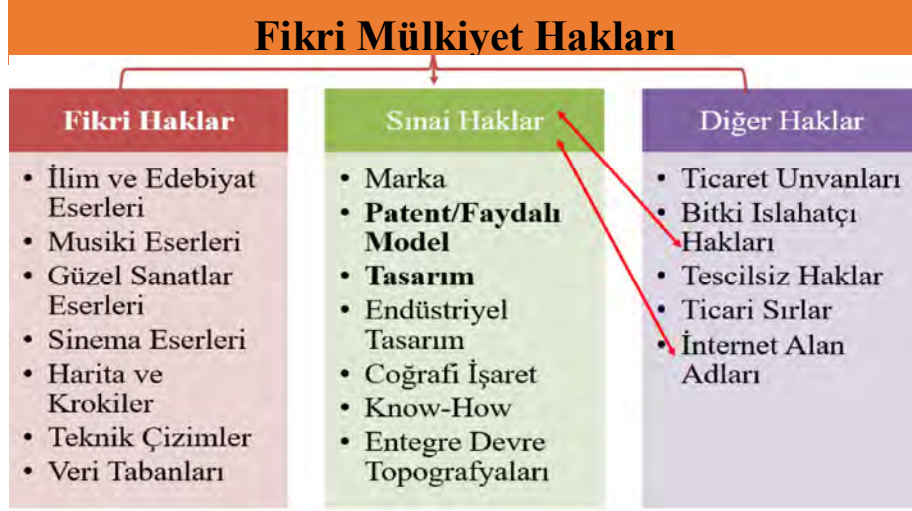 Fikri Mülkiyet Hakları
Fikri Haklar
• İlim ve Edebiyat
Eserleri
• Musiki Eserleri
• Güzel Sanatlar
Eserleri
• Sinema Eserleri
• Harita ve
Krokiler
• Teknik Çizimler
• Veri Tabanları
Sınai Haklar
• Marka
• Patent/Faydalı
Model
• Tasarım
• Endüstriyel
Tasarım
• Coğrafi İşaret
• Know-How
• Entegre Devre
Topografyaları
Diğer Haklar
• Ticaret Unvanları
• Bitki Islahatçı
Hakları
• Tescilsiz Haklar
• Ticari Sırlar
• İnternet Alan
Adları